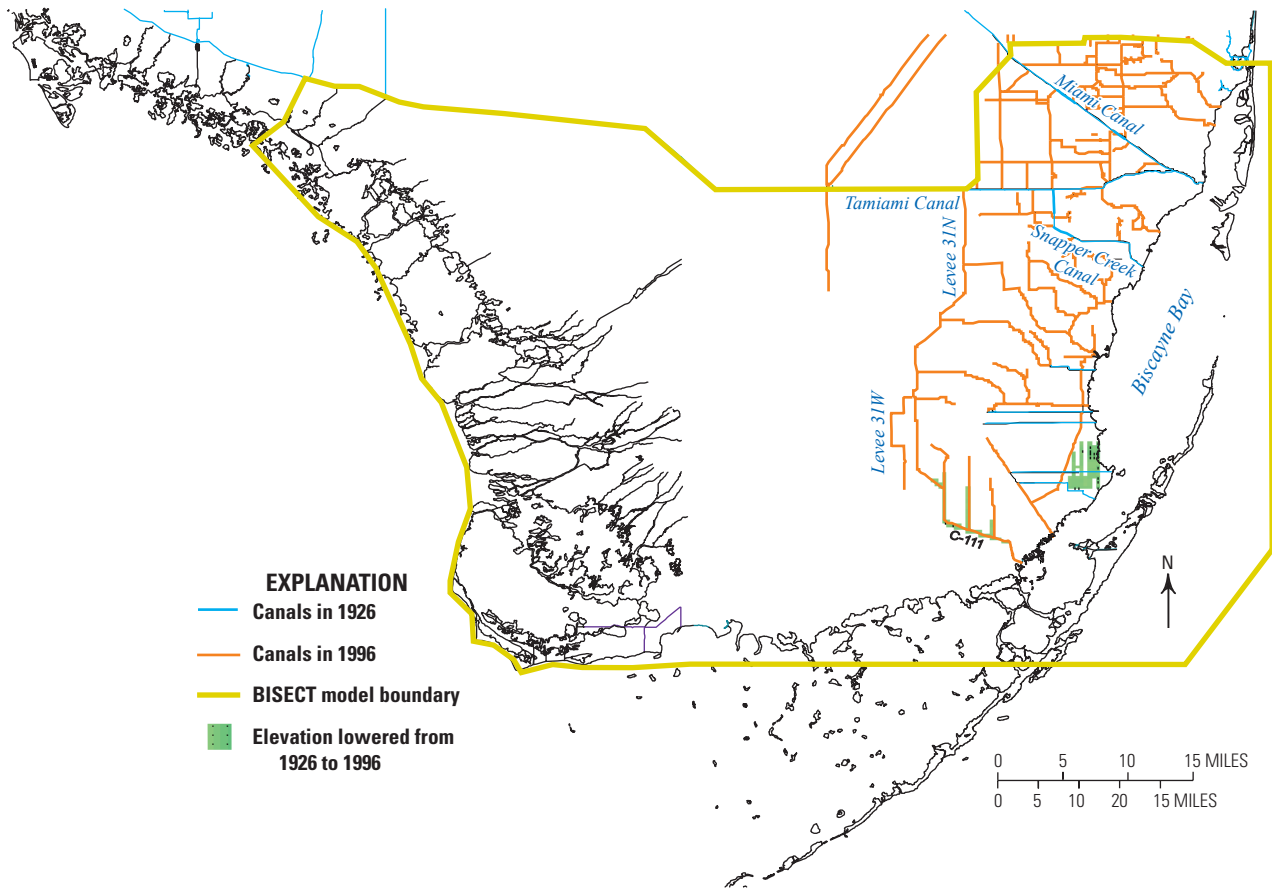 Miami Canal
Tamiami Canal
Levee 31N
Snapper Creek
Canal
Biscayne Bay
Levee 31W
C-111
N
EXPLANATION
Canals in 1926
Canals in 1996
BISECT model boundary
Elevation lowered from
1926 to 1996
0 5 10 15 MILES
0 5 10 20 15 MILES